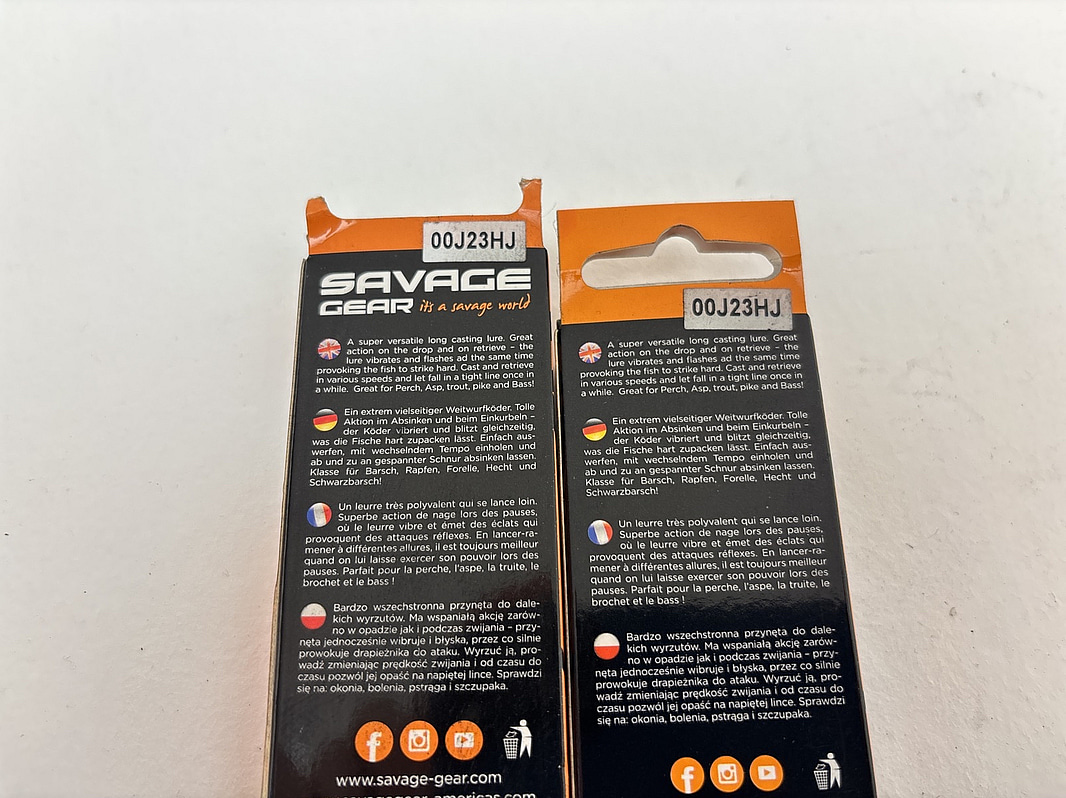 00J23HJ
SAVAGE
GEAR it's a savage world
A super versatile long casting lure. Great
action on the drop and on retrieve – the
lure vibrates and flashes ad the same time
provoking the fish to strike hard. Cast and retrieve
in various speeds and let fall in a tight line once in
a while. Great for Perch, Asp, trout, pike and Bass!
Ein extrem vielseitiger Weitwurfköder. Tolle
Aktion im Absinken und beim Einkurbeln –
der Köder vibriert und blitzt gleichzeitig,
was die Fische hart zupacken lässt. Einfach aus-
werfen, mit wechselndem Tempo einholen und
ab und zu an gespannter Schnur absinken lassen.
Klasse für Barsch, Rapfen, Forelle, Hecht und
Schwarzbarsch!
Un leurre très polyvalent qui se lance loin.
Superbe action de nage lors des pauses,
où le leurre vibre et émet des éclats qui
provoquent des attaques réflexes. En lancer-ra-
mener à différentes allures, il est toujours meilleur
quand on lui laisse exercer son pouvoir lors des
pauses. Parfait pour la perche, l'aspe, la truite, le
brochet et le bass !
Bardzo wszechstronna przynęta do dale-
kich wyrzutów. Ma wspaniałą akcję zarów-
no w opadzie jak i podczas zwijania – przy-
nęta jednocześnie wibruje i błyska, przez co silnie
prowokuje drapieżnika do ataku. Wyrzuć ją, pro-
wadź zmieniając prędkość zwijania i od czasu do
czasu pozwól jej opaść na napiętej lince. Sprawdzi
się na: okonia, bolenia, pstrąga i szczupaka.
www.savage-gear.com
savagegear-americas.com
00J23HJ
A super versatile long casting lure. Great
action on the drop and on retrieve – the
lure vibrates and flashes ad the same time
provoking the fish to strike hard. Cast and retrieve
in various speeds and let fall in a tight line once in
a while. Great for Perch, Asp, trout, pike and Bass!
Ein extrem vielseitiger Weitwurfköder. Tolle
Aktion im Absinken und beim Einkurbeln –
der Köder vibriert und blitzt gleichzeitig,
was die Fische hart zupacken lässt. Einfach aus-
werfen, mit wechselndem Tempo einholen und
ab und zu an gespannter Schnur absinken lassen.
Klasse für Barsch, Rapfen, Forelle, Hecht und
Schwarzbarsch!
Un leurre très polyvalent qui se lance loin.
Superbe action de nage lors des pauses,
où le leurre vibre et émet des éclats qui
provoquent des attaques réflexes. En lancer-ra-
mener à différentes allures, il est toujours meilleur
quand on lui laisse exercer son pouvoir lors des
pauses. Parfait pour la perche, l'aspe, la truite, le
brochet et le bass !
Bardzo wszechstronna przynęta do dale-
kich wyrzutów. Ma wspaniałą akcję zarów-
no w opadzie jak i podczas zwijania – przy-
nęta jednocześnie wibruje i błyska, przez co silnie
prowokuje drapieżnika do ataku. Wyrzuć ją, pro-
wadź zmieniając prędkość zwijania i od czasu do
czasu pozwól jej opaść na napiętej lince. Sprawdzi
się na: okonia, bolenia, pstrąga i szczupaka.